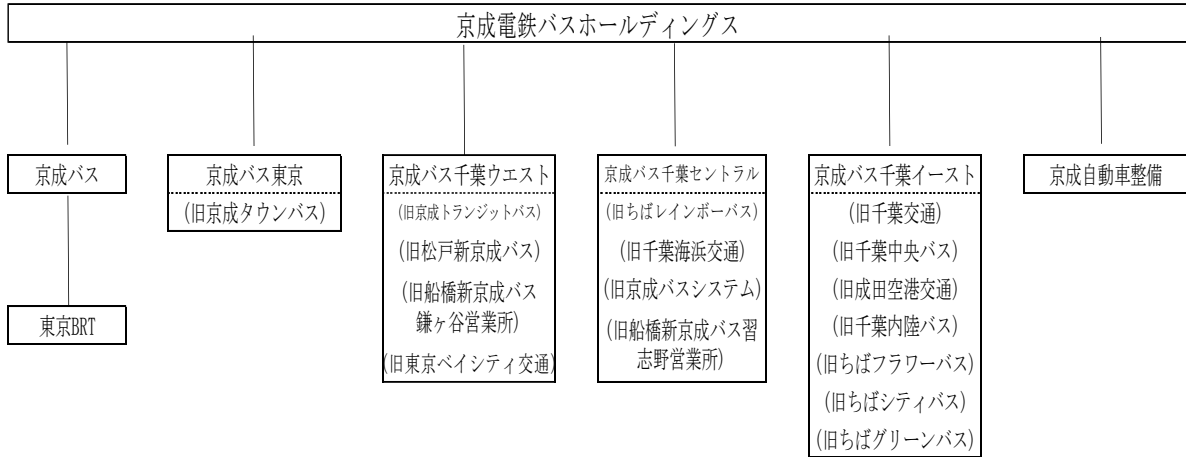 京成電鉄バスホールディングス
京成バス
東京BRT
京成バス東京
(旧京成タウンバス)
京成バス千葉ウエスト
(旧京成トランジットバス)
(旧松戸新京成バス)
(旧船橋新京成バス
鎌ヶ谷営業所)
(旧東京ベイシティ交通)
京成バス千葉セントラル
(旧ちばレインボーバス)
(旧千葉海浜交通)
(旧京成バスシステム)
(旧船橋新京成バス習
志野営業所)
京成バス千葉イースト
(旧千葉交通)
(旧千葉中央バス)
(旧成田空港交通)
(旧千葉内陸バス)
(旧ちばフラワーバス)
(旧ちばシティバス)
(旧ちばグリーンバス)
京成自動車整備